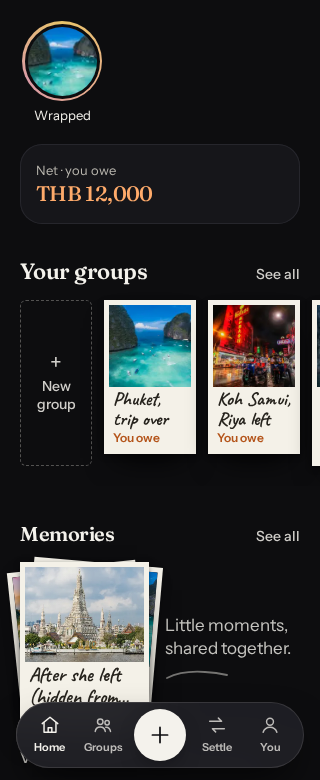 Wrapped
Net · you owe
THB 12,000
Your groups
See all
+
New
group
Phuket,
trip over
You owe
Koh Samui,
Riya left
You owe
Memories
See all
After she left
(hidden from...
Little moments,
shared together.
Home
Groups
+
Settle
You